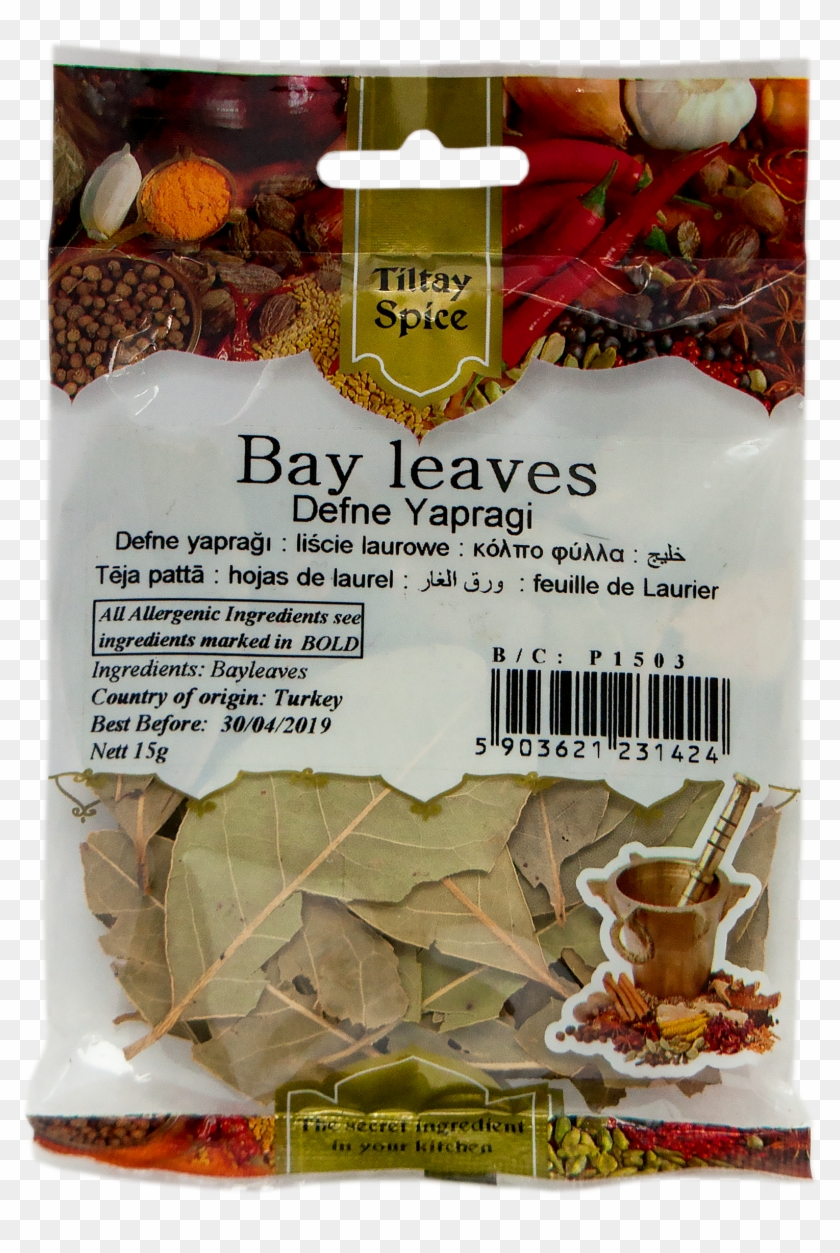 Tiltay
Spice
Bay leaves
Defne Yapragi
Defne yaprağı : liście laurowe : κόλπο φύλλα : خليج
Tēja pattā : hojas de laurel : ورق الغار : feuille de Laurier
All Allergenic Ingredients see
ingredients marked in BOLD
Ingredients: Bayleaves
Country of origin: Turkey
Best Before: 30/04/2019
Nett 15g
B/C: P1503
5 903621 231424
The secret ingredient
in your kitchen